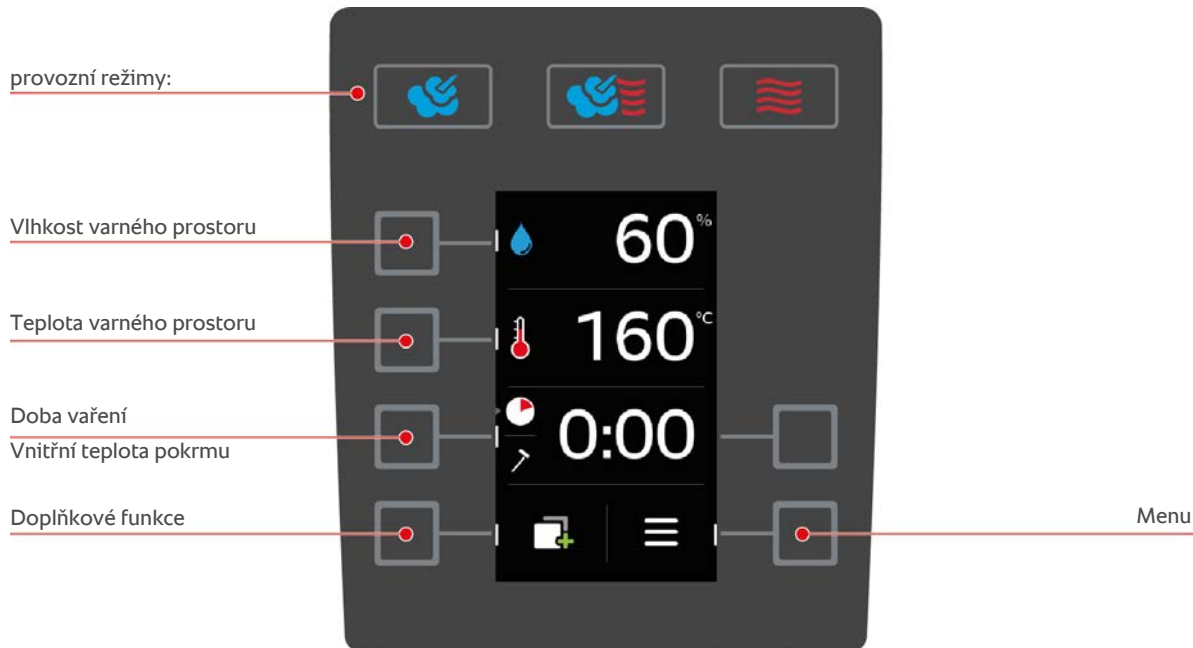 provozní režimy:
Vlhkost varného prostoru
60%
Teplota varného prostoru
160°C
Doba vaření
Vnitřní teplota pokrmu
0:00
Doplňkové funkce
Menu